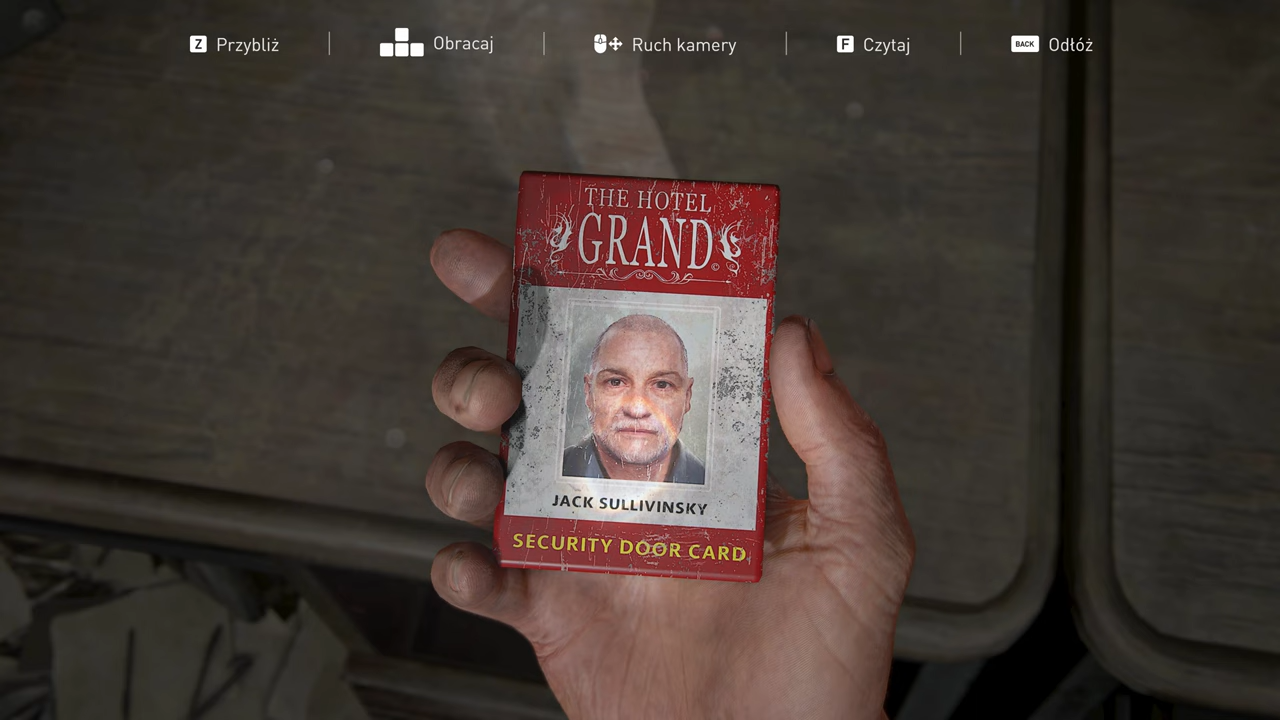 Z Przybliż
Obracaj
Ruch kamery
F Czytaj
BACK Odłóż
THE HOTEL
GRAND©
JACK SULLIVINSKY
SECURITY DOOR CARD